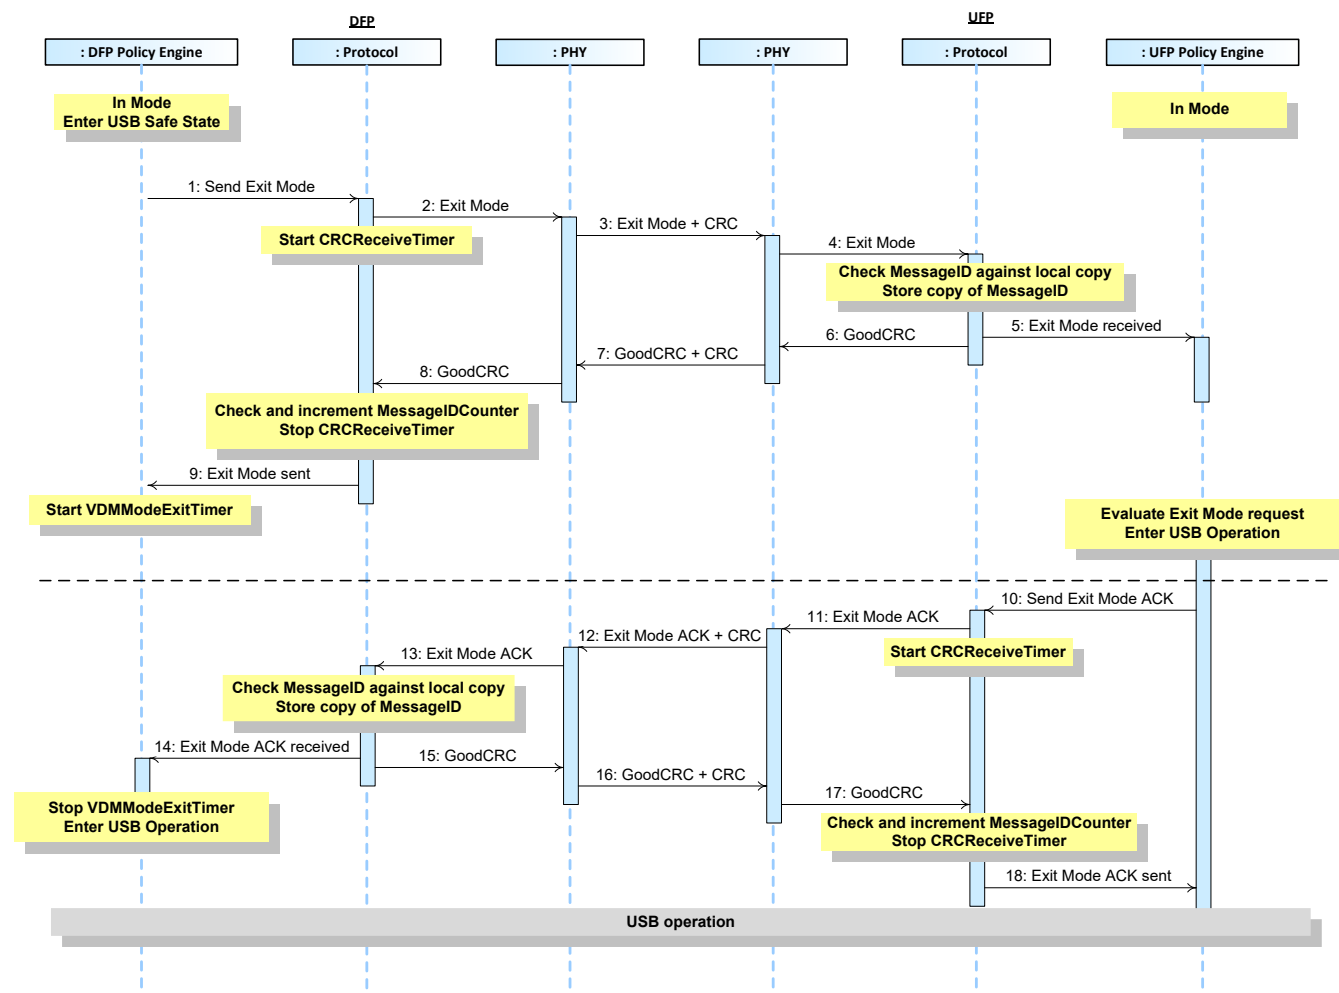 DFP
UFP
: DFP Policy Engine
: Protocol
: PHY
: PHY
: Protocol
: UFP Policy Engine
In Mode
Enter USB Safe State
In Mode
1: Send Exit Mode
2: Exit Mode
3: Exit Mode + CRC
Start CRCReceiveTimer
4: Exit Mode
Check MessageID against local copy
Store copy of MessageID
5: Exit Mode received
6: GoodCRC
7: GoodCRC + CRC
8: GoodCRC
Check and increment MessageIDCounter
Stop CRCReceiveTimer
9: Exit Mode sent
Start VDMModeExitTimer
Evaluate Exit Mode request
Enter USB Operation
10: Send Exit Mode ACK
11: Exit Mode ACK
12: Exit Mode ACK + CRC
Start CRCReceiveTimer
13: Exit Mode ACK
Check MessageID against local copy
Store copy of MessageID
14: Exit Mode ACK received
15: GoodCRC
16: GoodCRC + CRC
17: GoodCRC
Stop VDMModeExitTimer
Enter USB Operation
Check and increment MessageIDCounter
Stop CRCReceiveTimer
18: Exit Mode ACK sent
USB operation